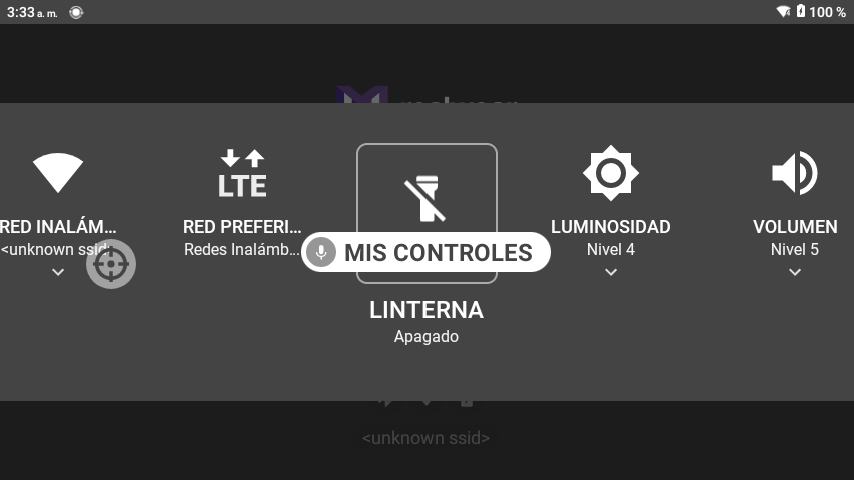 3:33 a. m.
100 %
RED INALÁM...
<unknown ssid>
RED PREFERI...
Redes Inalámb...
LTE
MIS CONTROLES
LINTERNA
Apagado
LUMINOSIDAD
Nivel 4
VOLUMEN
Nivel 5
<unknown ssid>